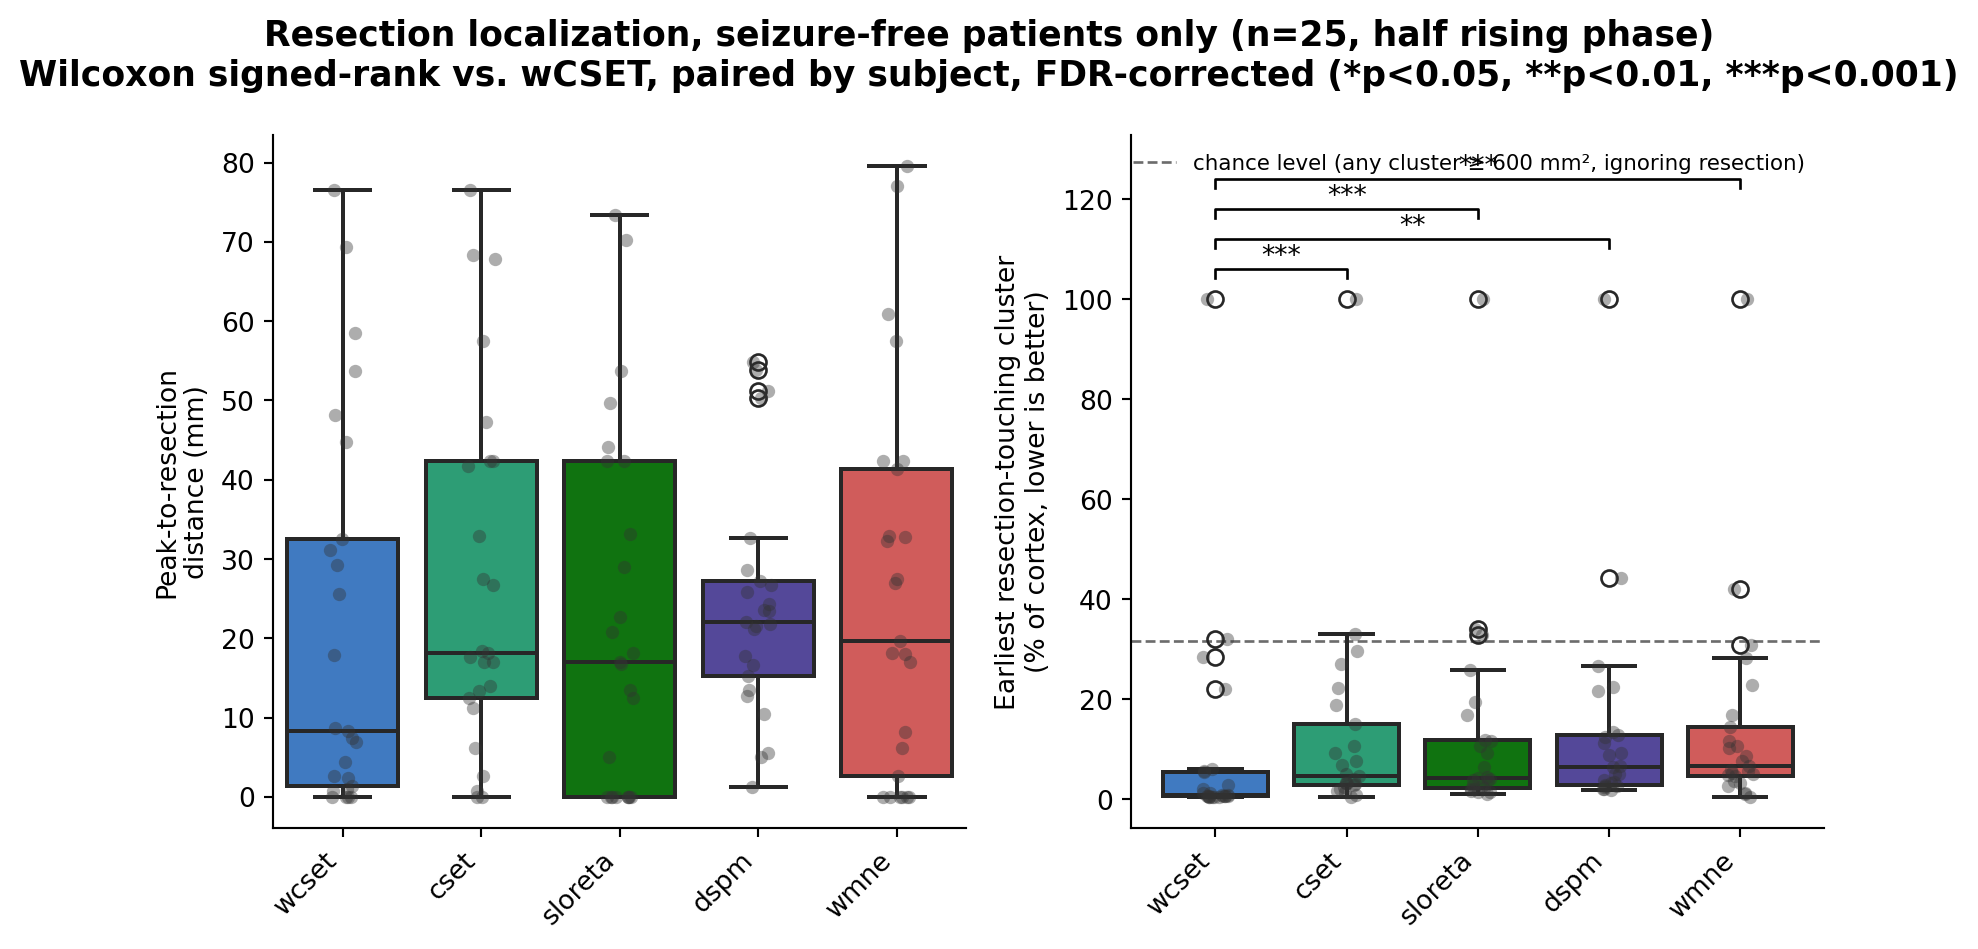 Resection localization, seizure-free patients only (n=25, half rising phase)
Wilcoxon signed-rank vs. wCSET, paired by subject, FDR-corrected (*p<0.05, **p<0.01, ***p<0.001)
Peak-to-resection
distance (mm)
80
70
60
50
40
30
20
10
0
wcset
cset
sloreta
dspm
wmne
Earliest resection-touching cluster
(% of cortex, lower is better)
120
100
80
60
40
20
0
chance level (any cluster ≥ 600 mm², ignoring resection)
***
***
**
***
wcset
cset
sloreta
dspm
wmne